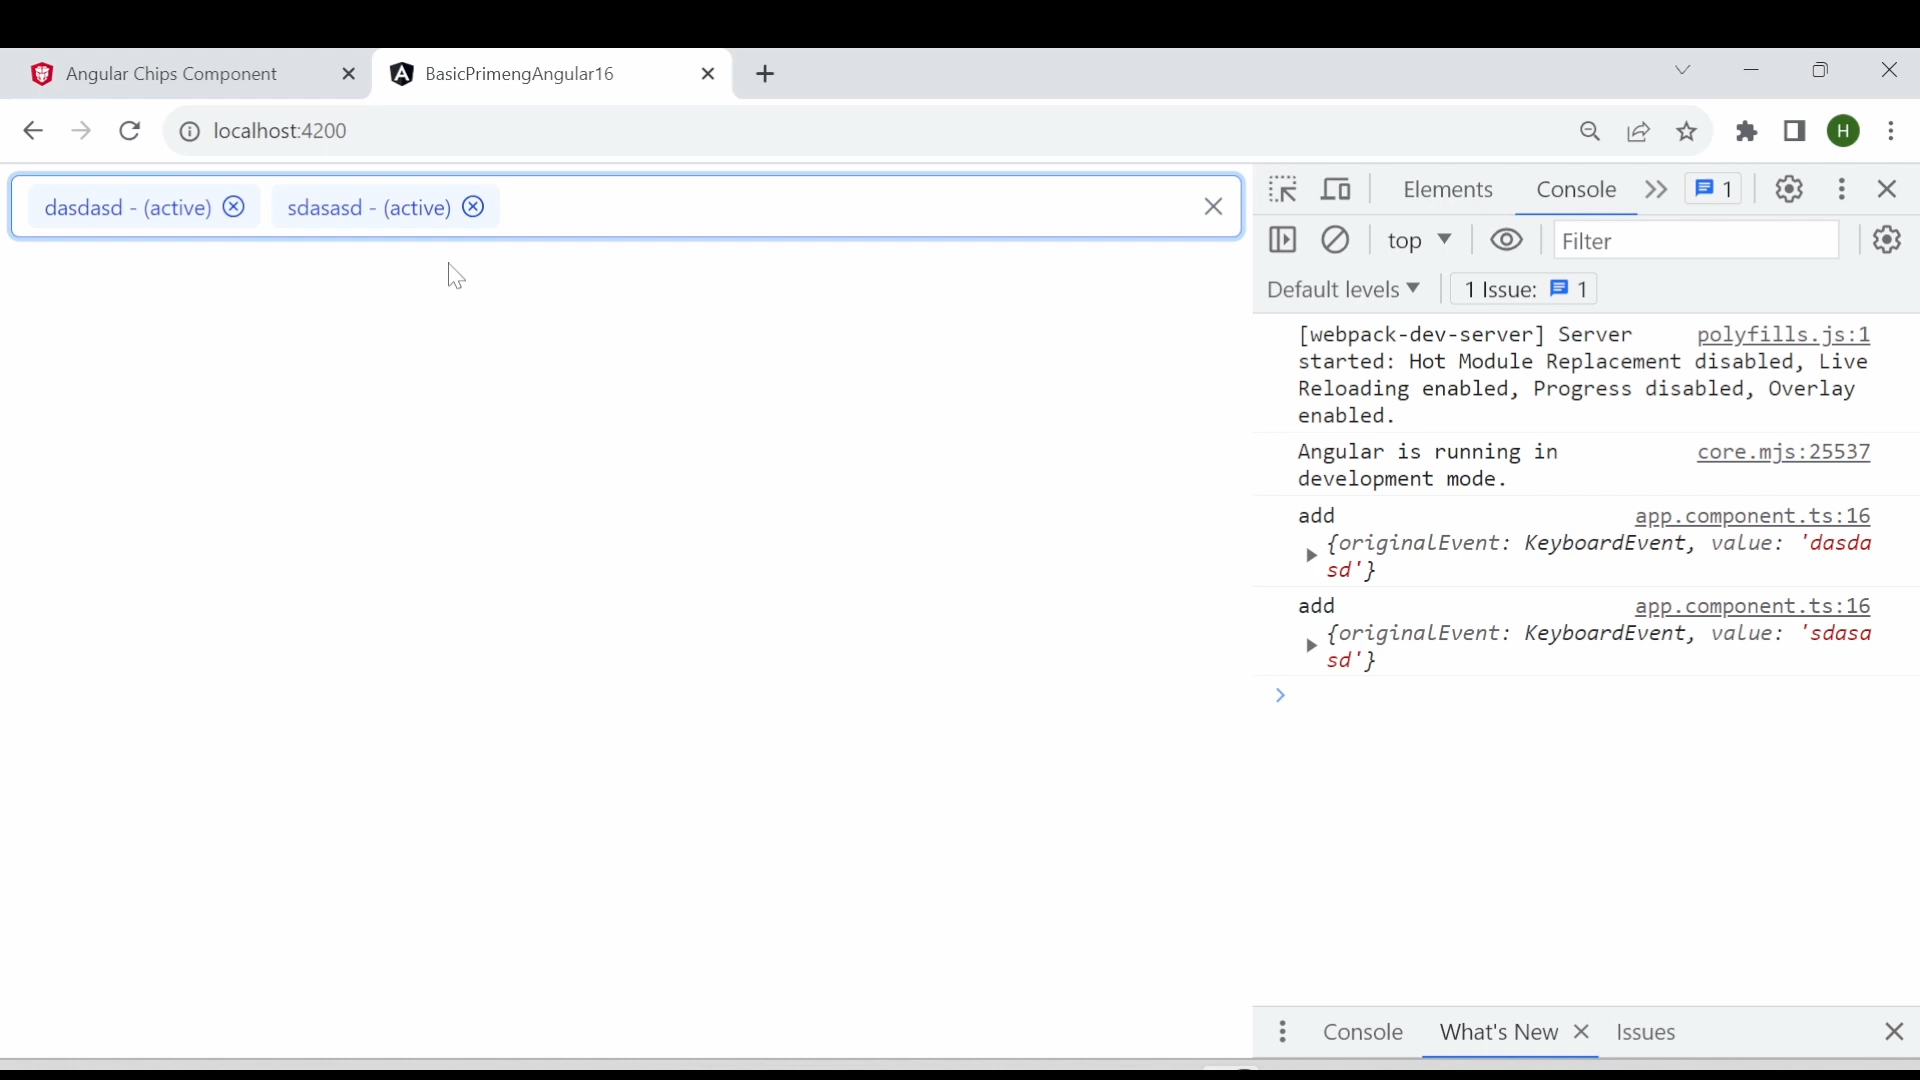 Angular Chips Component
BasicPrimengAngular16
localhost:4200
H
dasdasd - (active)
sdasasd - (active)
Elements
Console
1
top
Filter
Default levels
1 Issue:
1
[webpack-dev-server] Server polyfills.js:1
started: Hot Module Replacement disabled, Live
Reloading enabled, Progress disabled, Overlay
enabled.
Angular is running in core.mjs:25537
development mode.
add app.component.ts:16
{originalEvent: KeyboardEvent, value: 'dasda
sd'}
add app.component.ts:16
{originalEvent: KeyboardEvent, value: 'sdasa
sd'}
Console
What's New
Issues